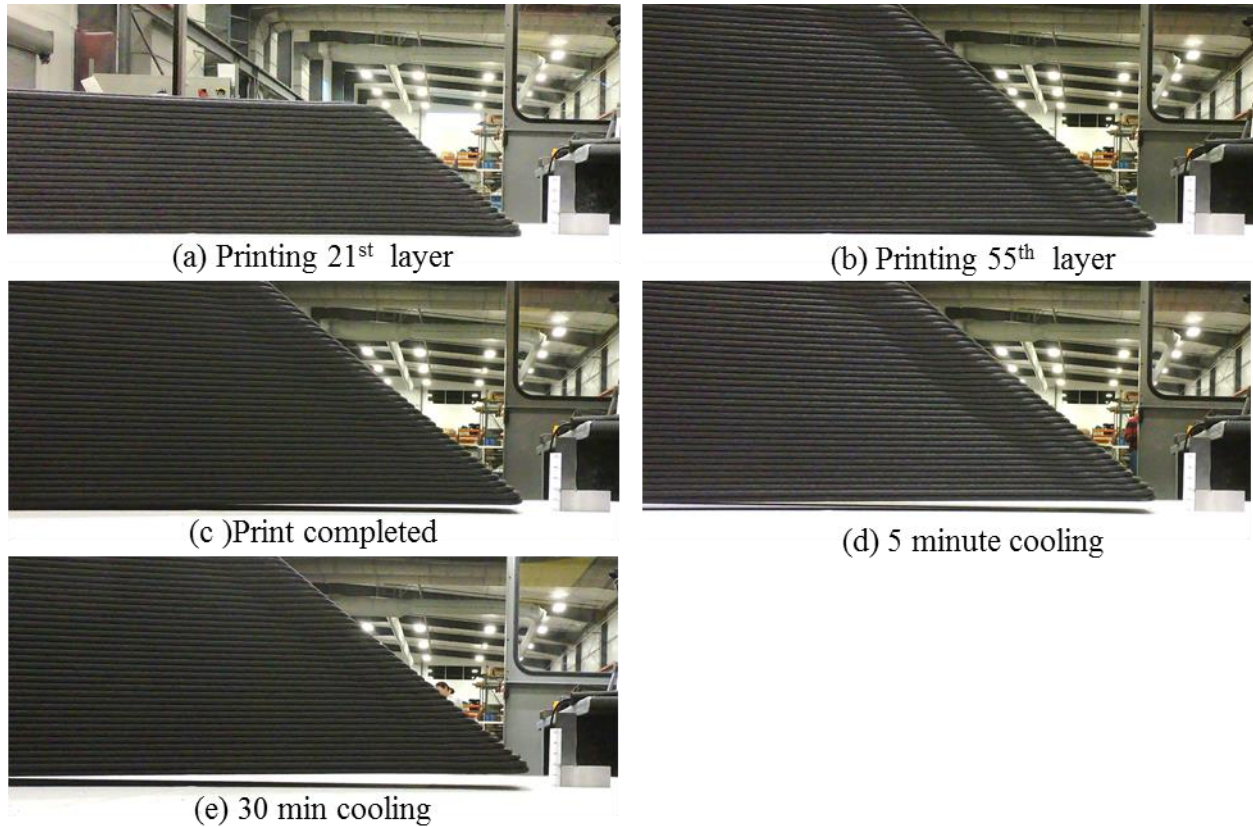 (a) Printing 21st layer
(b) Printing 55th layer
(c )Print completed
(d) 5 minute cooling
(e) 30 min cooling